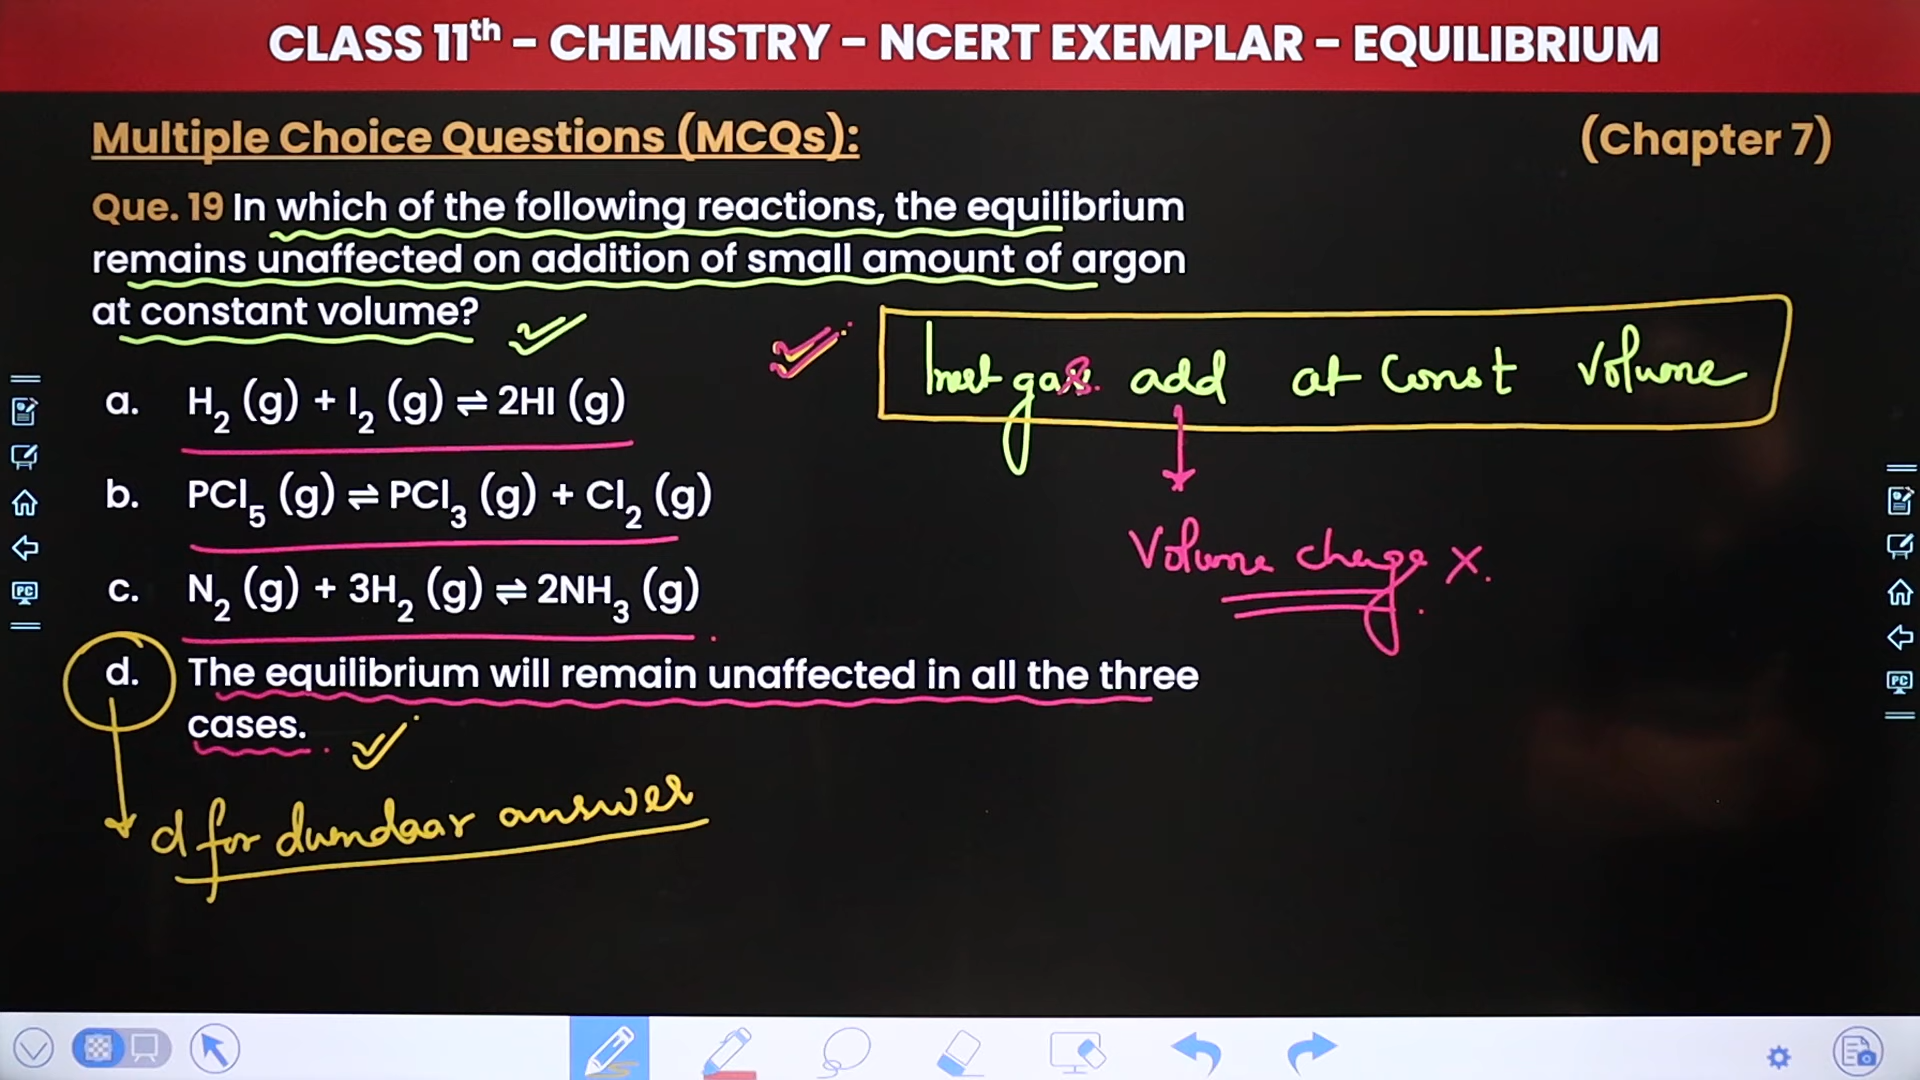 CLASS 11th - CHEMISTRY - NCERT EXEMPLAR - EQUILIBRIUM
Multiple Choice Questions (MCQs):
(Chapter 7)
Que. 19 In which of the following reactions, the equilibrium
remains unaffected on addition of small amount of argon
at constant volume?
Inert gas add at Const Volume
a. H₂ (g) + I₂ (g) ⇌ 2HI (g)
b. PCl₅ (g) ⇌ PCl₃ (g) + Cl₂ (g)
Volume change X.
c. N₂ (g) + 3H₂ (g) ⇌ 2NH₃ (g)
d. The equilibrium will remain unaffected in all the three
cases.
d for dumdaar answer
PC
PC